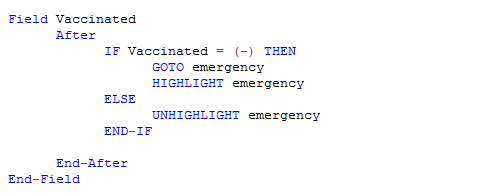 Field Vaccinated
After
IF Vaccinated = (-) THEN
GOTO emergency
HIGHLIGHT emergency
ELSE
UNHIGHLIGHT emergency
END-IF
End-After
End-Field